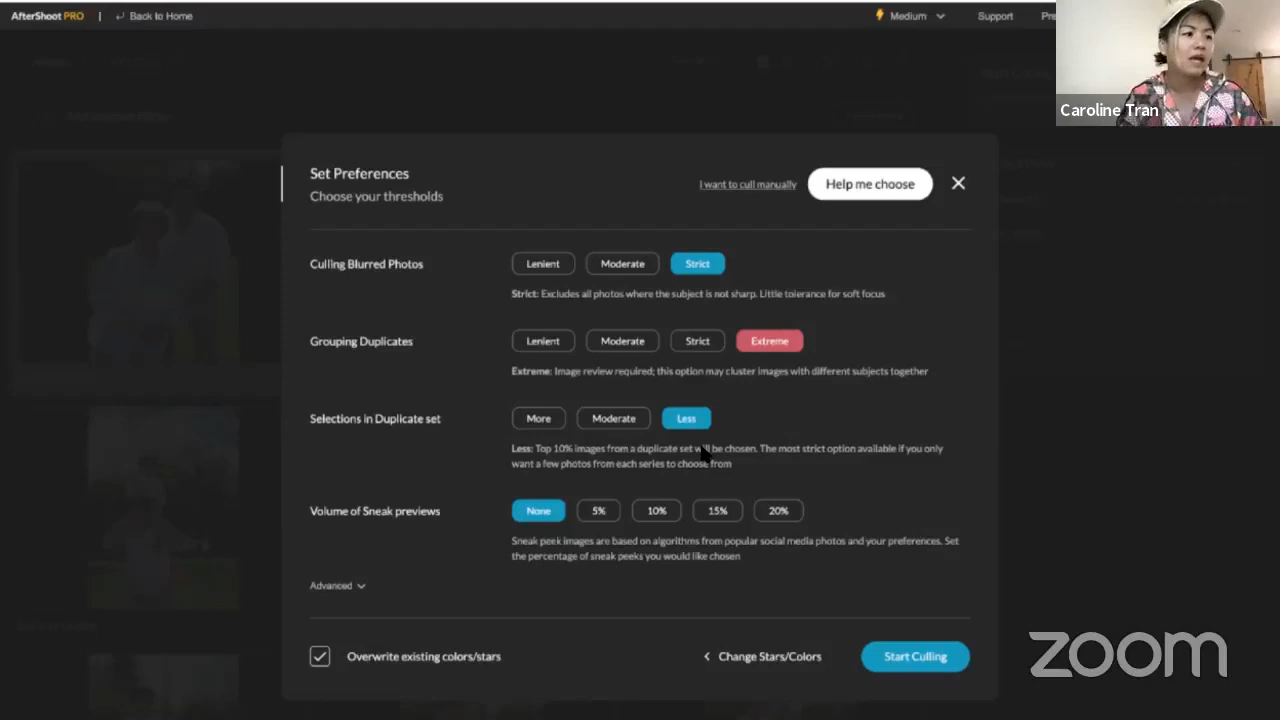 AfterShoot PRO | Back to Home
Medium
Support
Pre
Caroline Tran
Set Preferences
Choose your thresholds
I want to cull manually
Help me choose
Culling Blurred Photos
Lenient Moderate Strict
Strict: Excludes all photos where the subject is not sharp. Little tolerance for soft focus
Grouping Duplicates
Lenient Moderate Strict Extreme
Extreme: Image review required; this option may cluster images with different subjects together
Selections in Duplicate set
More Moderate Less
Less: Top 10% images from a duplicate set will be chosen. The most strict option available if you only
want a few photos from each series to choose from
Volume of Sneak previews
None 5% 10% 15% 20%
Sneak peek images are based on algorithms from popular social media photos and your preferences. Set
the percentage of sneak peeks you would like chosen
Advanced
Overwrite existing colors/stars
Change Stars/Colors
Start Culling
zoom